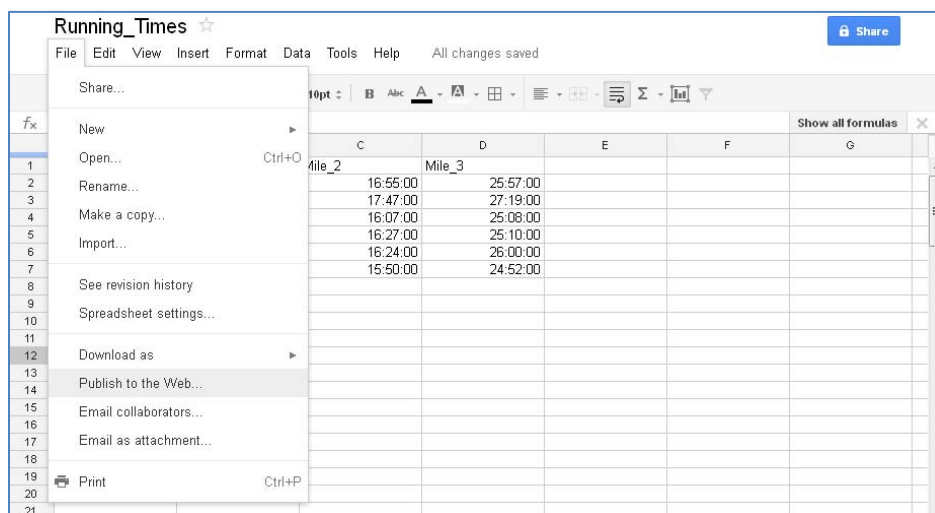 Running_Times
Share
File Edit View Insert Format Data Tools Help All changes saved
Share...
10pt B Abc A A Σ
fx New Show all formulas
C D E F G
Open... Ctrl+O
1 Mile_2 Mile_3
2 Rename... 16:55:00 25:57:00
3 17:47:00 27:19:00
4 Make a copy... 16:07:00 25:08:00
5 Import... 16:27:00 25:10:00
6 16:24:00 26:00:00
7 15:50:00 24:52:00
8 See revision history
9
10 Spreadsheet settings...
11
12 Download as
13
14 Publish to the Web...
15 Email collaborators...
16
17 Email as attachment...
18
19 Print Ctrl+P
20
21